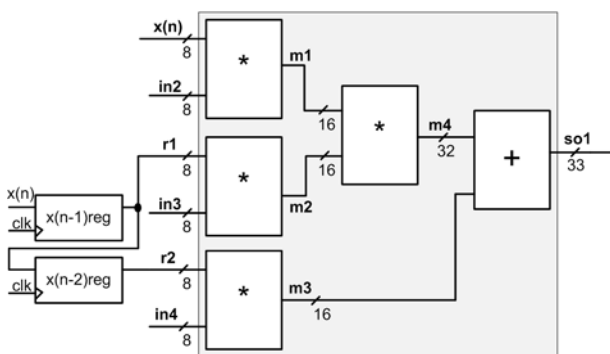 x(n)
8
*
m1
in2
8
16
*
m4
32
+
so1
33
r1
8
16
*
m2
in3
8
x(n)
x(n-1)reg
clk
x(n-2)reg
clk
r2
8
*
m3
16
in4
8